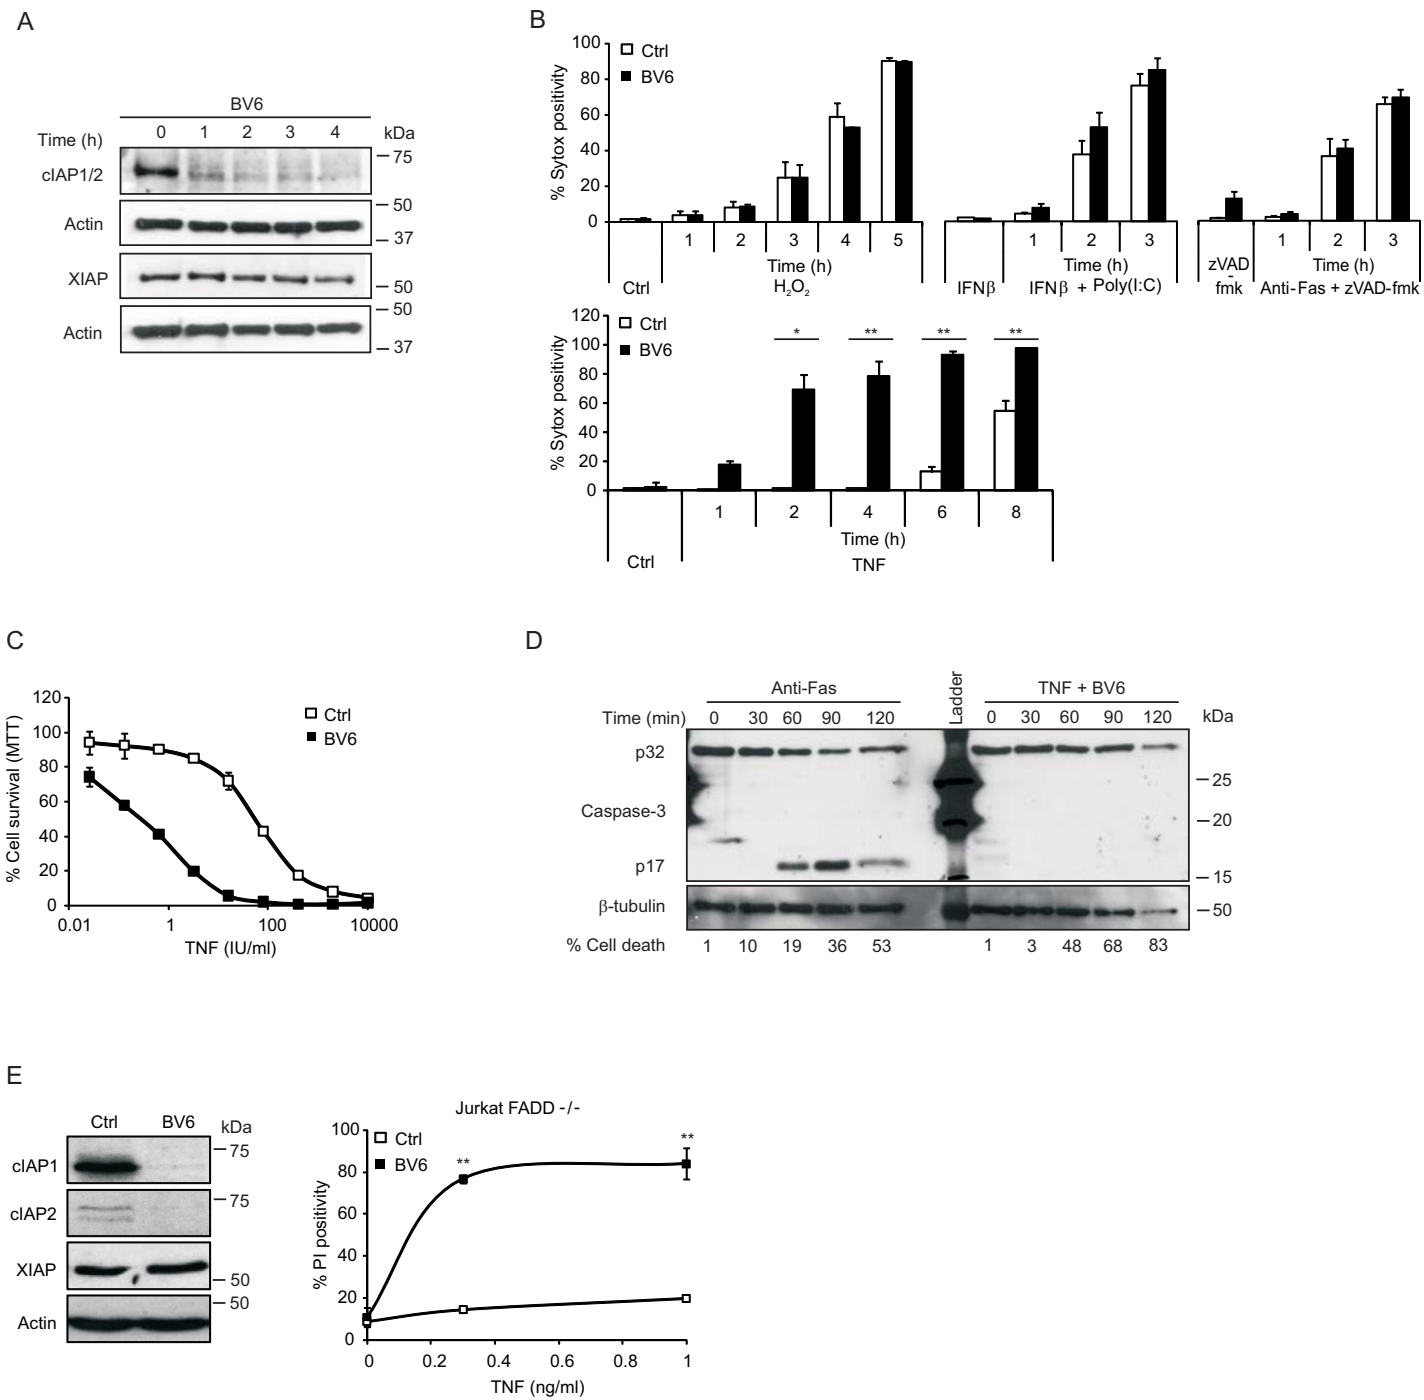 A
BV6
Time (h) 0 1 2 3 4 kDa
cIAP1/2
75
Actin
50
37
XIAP
50
Actin
50
37
B
% Sytox positivity
100
80
60
40
20
0
Ctrl
BV6
1 2 3 4 5
Time (h)
Ctrl H2O2
1 2 3
Time (h)
IFNβ IFNβ + Poly(I:C)
1 2 3
zVAD Time (h)
-
fmk Anti-Fas + zVAD-fmk
% Sytox positivity
120
100
80
60
40
20
0
Ctrl
BV6
* ** ** **
1 2 4 6 8
Time (h)
Ctrl TNF
C
% Cell survival (MTT)
120
100
80
60
40
20
0
Ctrl
BV6
0.01 1 100 10000
TNF (IU/ml)
D
Anti-Fas Ladder TNF + BV6
Time (min) 0 30 60 90 120 0 30 60 90 120 kDa
p32
25
Caspase-3
20
p17
15
β-tubulin
50
% Cell death 1 10 19 36 53 1 3 48 68 83
E
Ctrl BV6 kDa
cIAP1
75
cIAP2
75
XIAP
50
Actin
50
Jurkat FADD -/-
% PI positivity
100
80
60
40
20
0
Ctrl
BV6
** **
0 0.2 0.4 0.6 0.8 1
TNF (ng/ml)